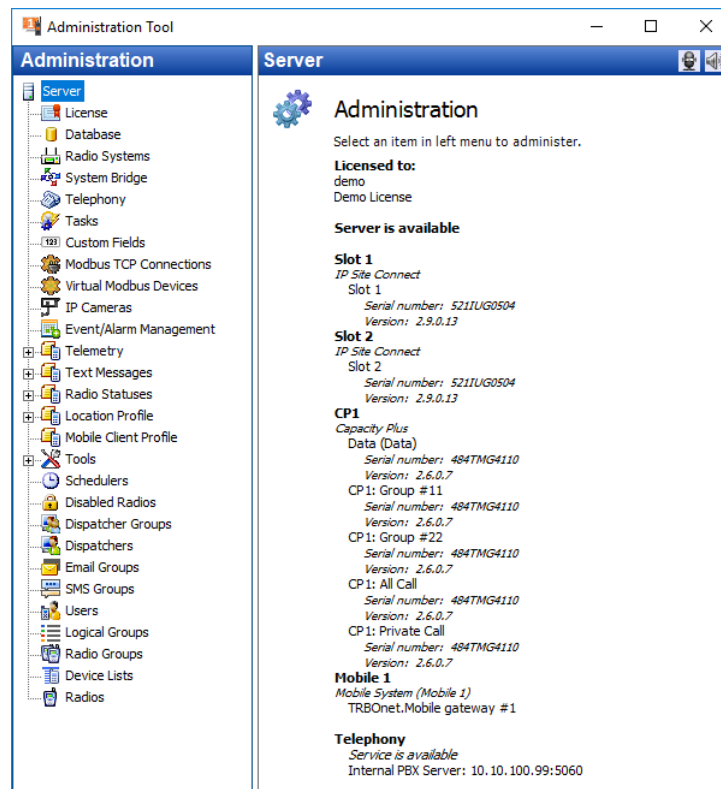 Administration Tool
Administration
Server
License
Database
Radio Systems
System Bridge
Telephony
Tasks
Custom Fields
Modbus TCP Connections
Virtual Modbus Devices
IP Cameras
Event/Alarm Management
Telemetry
Text Messages
Radio Statuses
Location Profile
Mobile Client Profile
Tools
Schedulers
Disabled Radios
Dispatcher Groups
Dispatchers
Email Groups
SMS Groups
Users
Logical Groups
Radio Groups
Device Lists
Radios
Server
Administration
Select an item in left menu to administer.
Licensed to:
demo
Demo License
Server is available
Slot 1
IP Site Connect
Slot 1
Serial number: 521IUG0504
Version: 2.9.0.13
Slot 2
IP Site Connect
Slot 2
Serial number: 521IUG0504
Version: 2.9.0.13
CP1
Capacity Plus
Data (Data)
Serial number: 484TMG4110
Version: 2.6.0.7
CP1: Group #11
Serial number: 484TMG4110
Version: 2.6.0.7
CP1: Group #22
Serial number: 484TMG4110
Version: 2.6.0.7
CP1: All Call
Serial number: 484TMG4110
Version: 2.6.0.7
CP1: Private Call
Serial number: 484TMG4110
Version: 2.6.0.7
Mobile 1
Mobile System (Mobile 1)
TRBOnet.Mobile gateway #1
Telephony
Service is available
Internal PBX Server: 10.10.100.99:5060